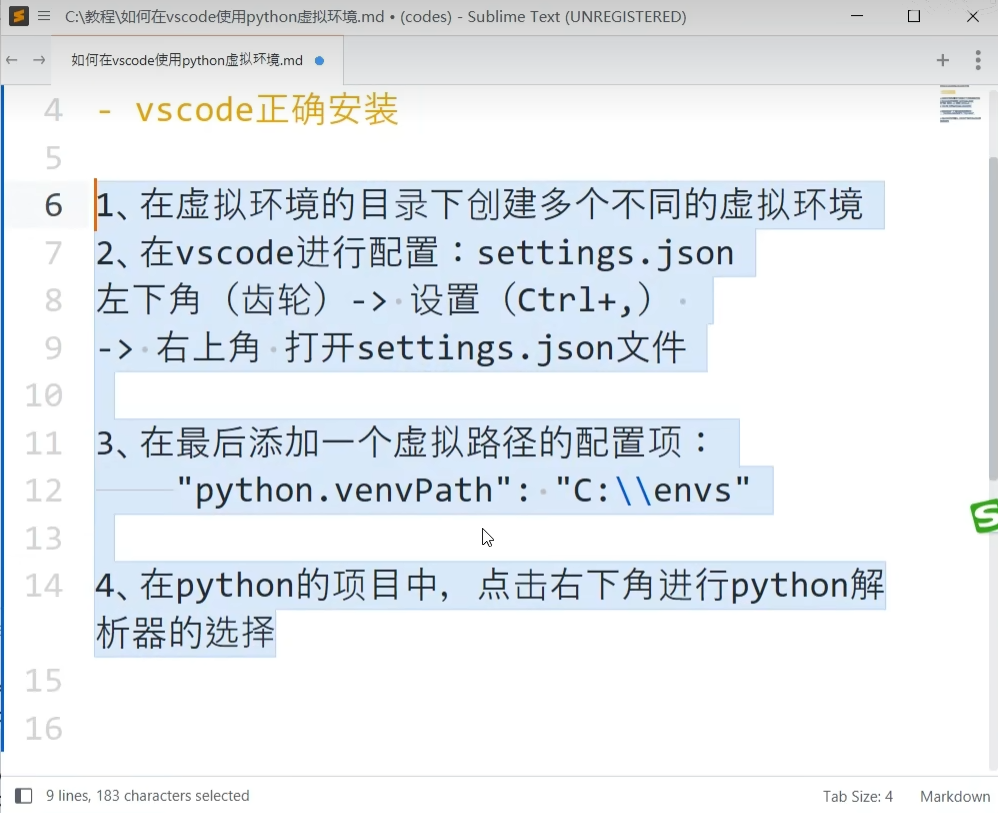 C:\教程\如何在vscode使用python虚拟环境.md • (codes) - Sublime Text (UNREGISTERED)
如何在vscode使用python虚拟环境.md
4 - vscode正确安装
5
6 1、在虚拟环境的目录下创建多个不同的虚拟环境
7 2、在vscode进行配置：settings.json
8 左下角（齿轮）-> 设置（Ctrl+,）
9 -> 右上角 打开settings.json文件
10
11 3、在最后添加一个虚拟路径的配置项：
12 "python.venvPath": "C:\\envs"
13
14 4、在python的项目中，点击右下角进行python解
析器的选择
15
16
9 lines, 183 characters selected
Tab Size: 4
Markdown